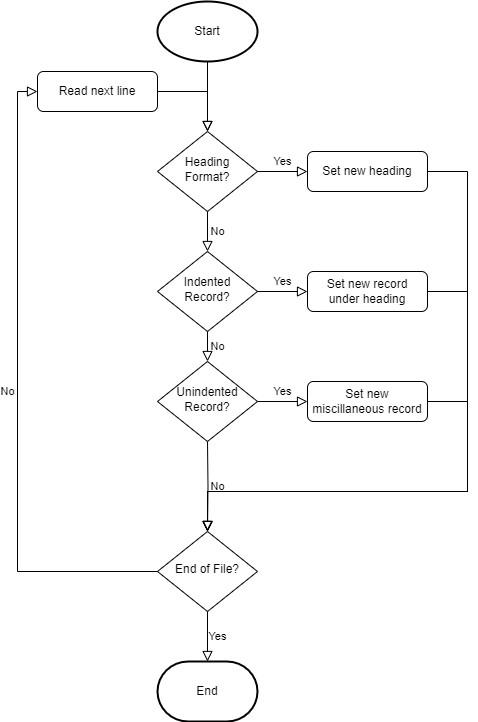 Start
Read next line
Heading
Format?
Yes
Set new heading
No
Indented
Record?
Yes
Set new record
under heading
No
Unindented
Record?
Yes
Set new
miscillaneous record
No
No
End of File?
Yes
End